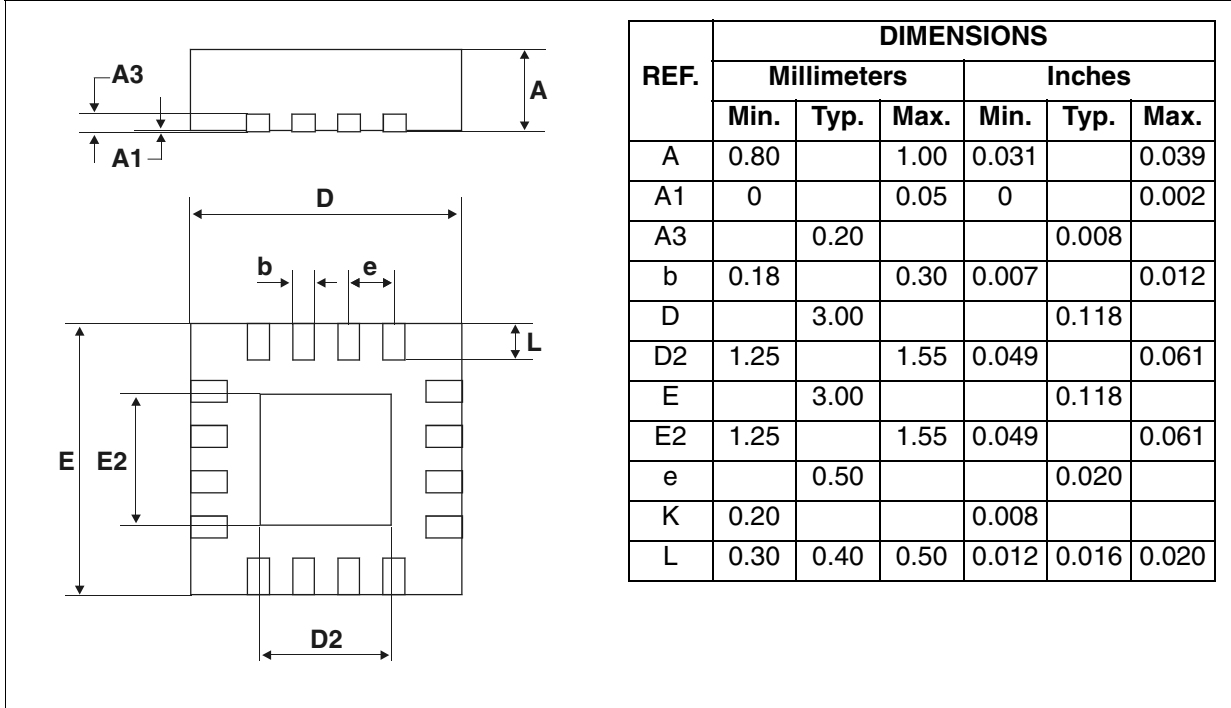 A3
A
A1
D
b
e
L
E
E2
D2
REF.
DIMENSIONS
Millimeters Inches
Min. Typ. Max. Min. Typ. Max.
A 0.80 1.00 0.031 0.039
A1 0 0.05 0 0.002
A3 0.20 0.008
b 0.18 0.30 0.007 0.012
D 3.00 0.118
D2 1.25 1.55 0.049 0.061
E 3.00 0.118
E2 1.25 1.55 0.049 0.061
e 0.50 0.020
K 0.20 0.008
L 0.30 0.40 0.50 0.012 0.016 0.020